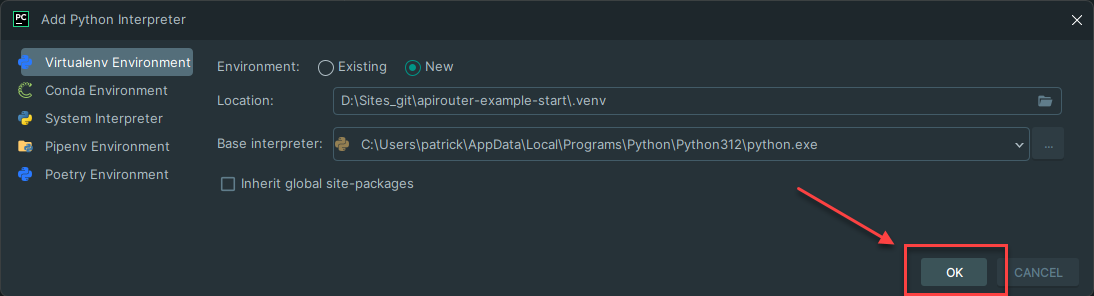 PC
Add Python Interpreter
Virtualenv Environment
Conda Environment
System Interpreter
Pipenv Environment
Poetry Environment
Environment: Existing New
Location: D:\Sites_git\apirouter-example-start\.venv
Base interpreter: C:\Users\patrick\AppData\Local\Programs\Python\Python312\python.exe ...
Inherit global site-packages
OK CANCEL